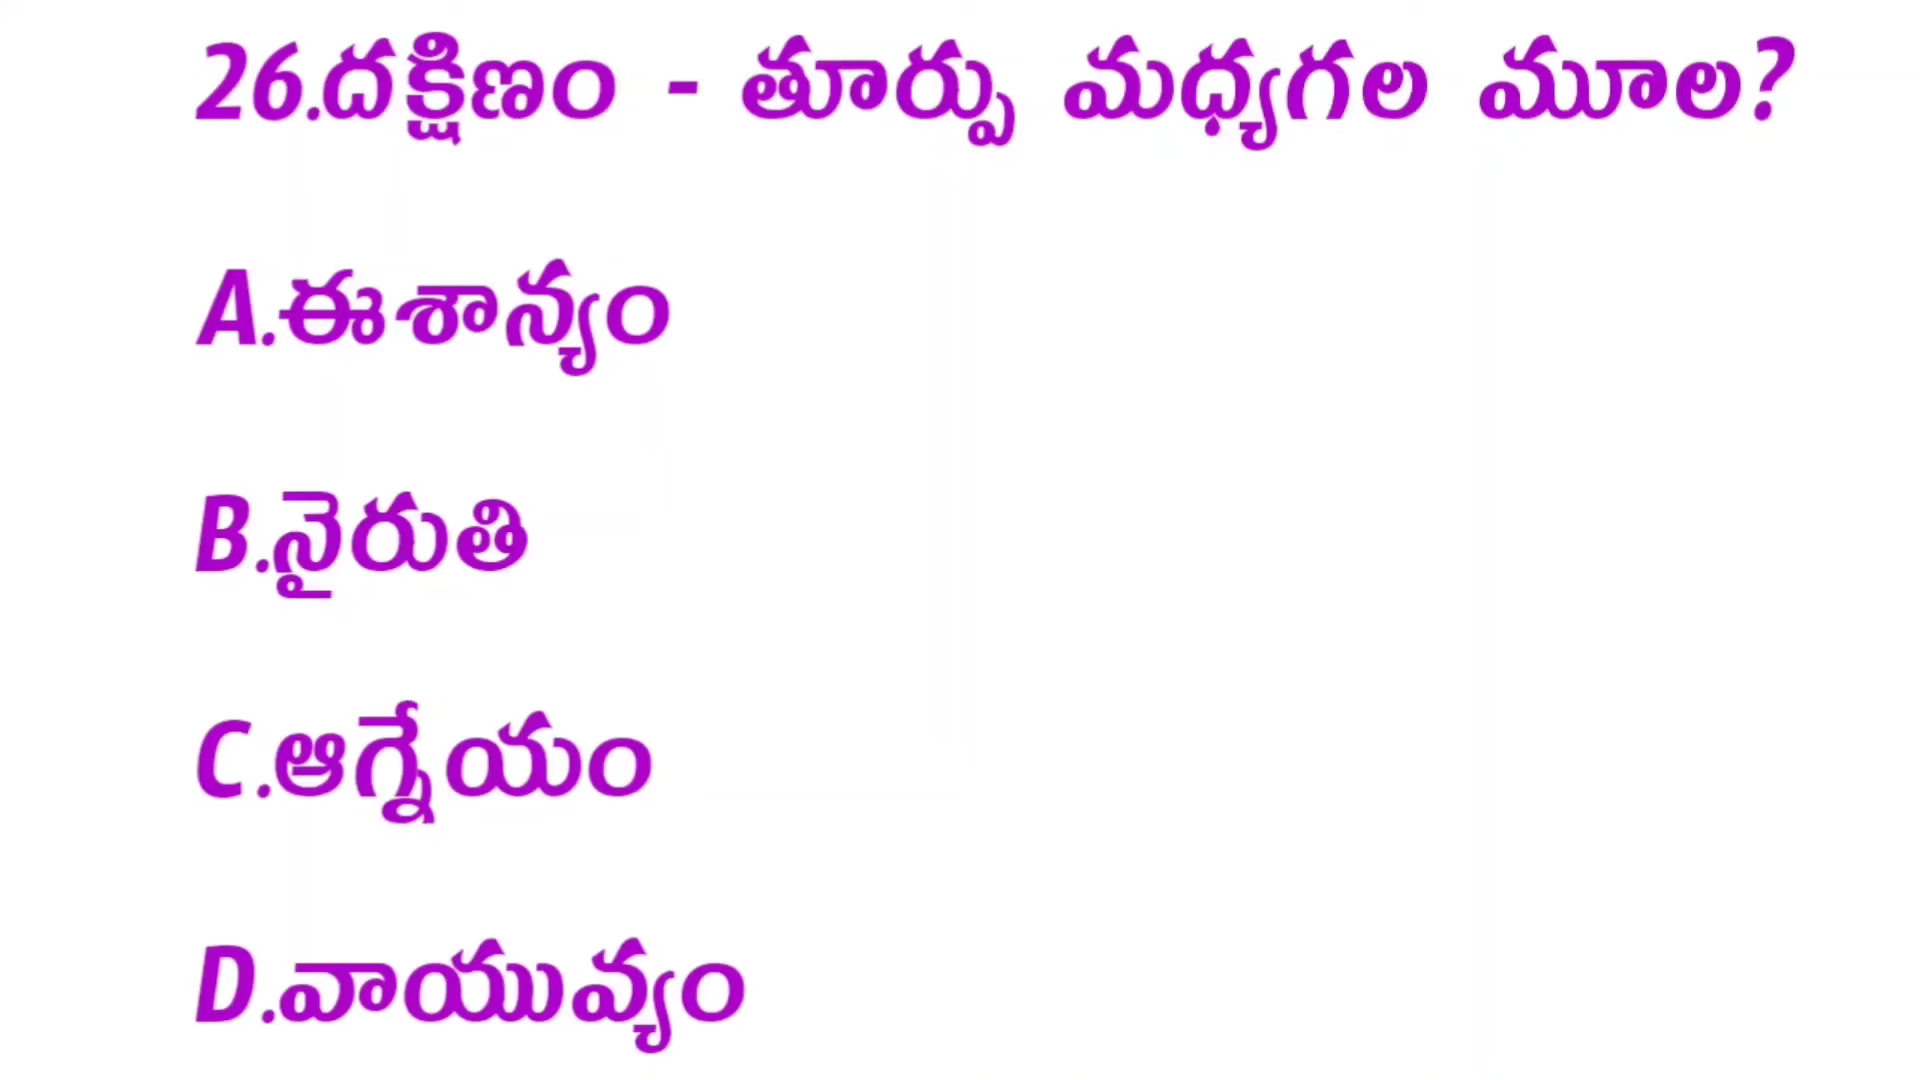 26.దక్షిణం - తూర్పు మధ్యగల మూల?
A.ఈశాన్యం
B.నైరుతి
C.ఆగ్నేయం
D.వాయువ్యం